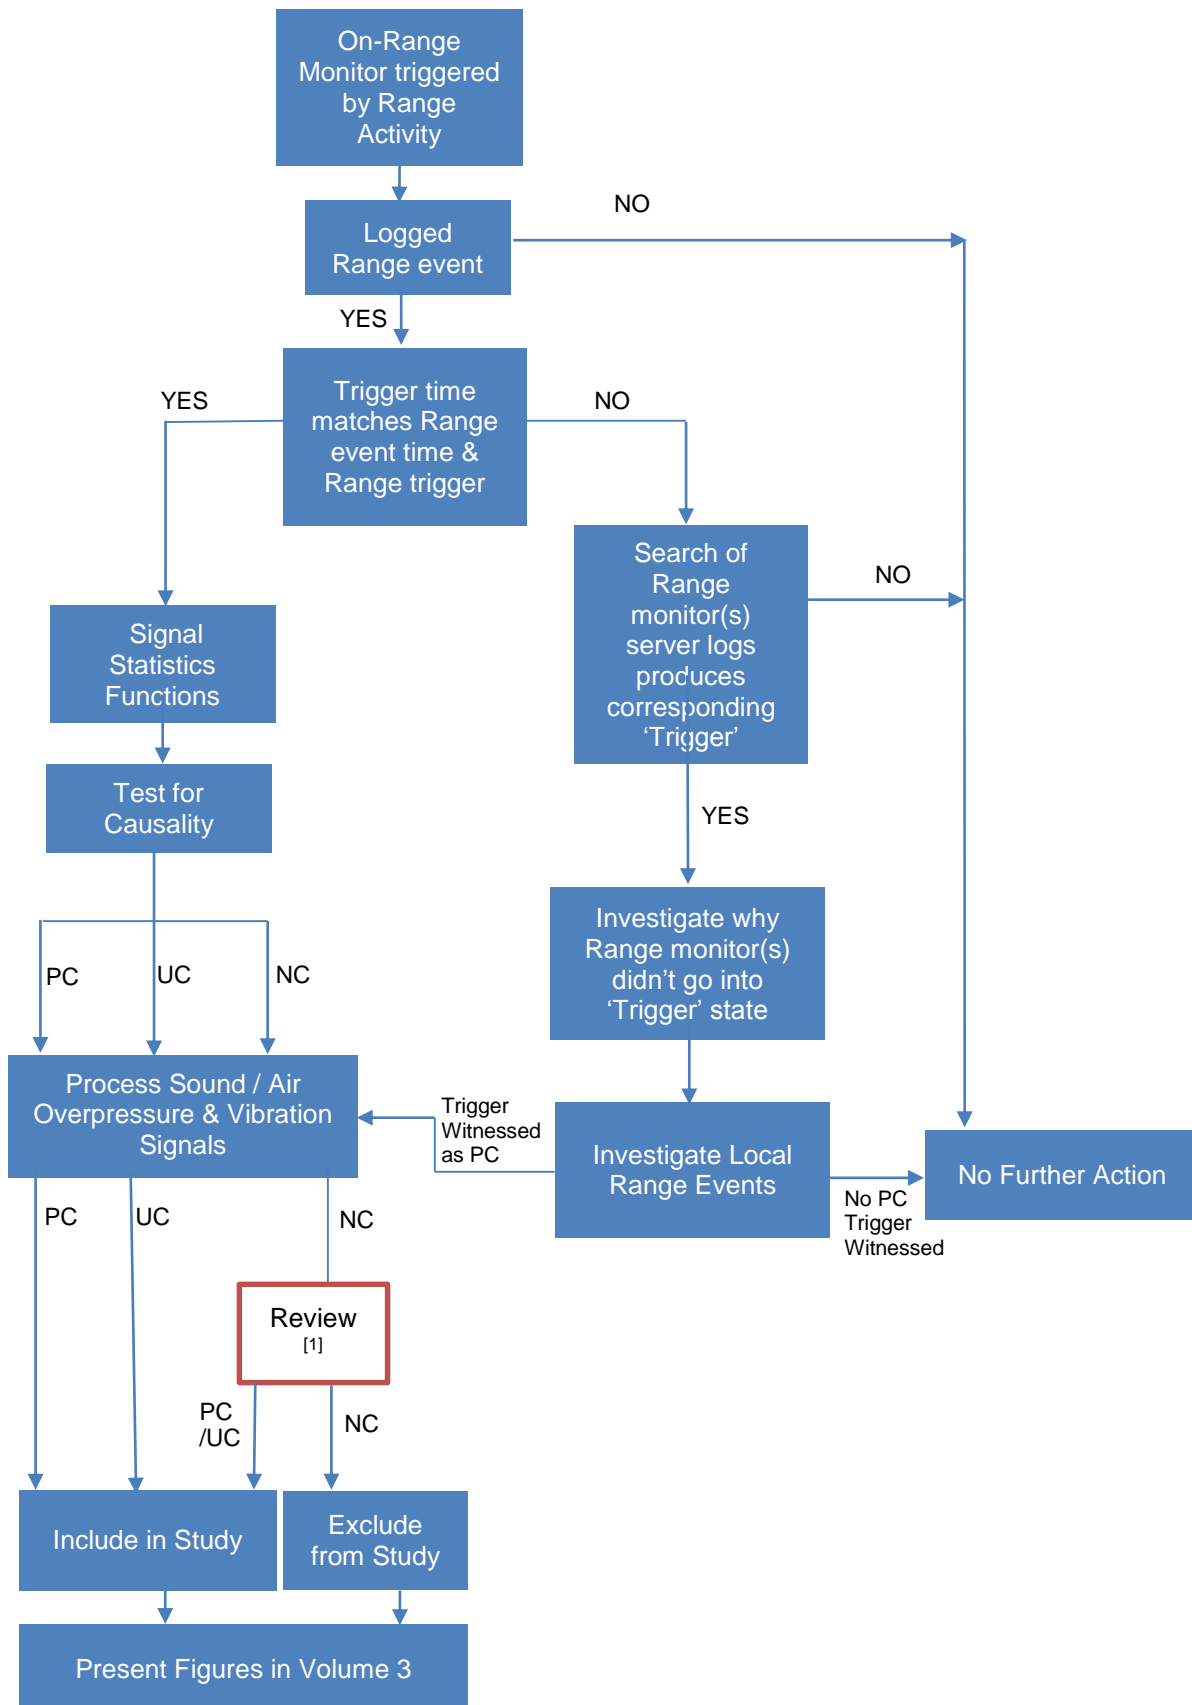 On-Range
Monitor triggered
by Range
Activity
NO
Logged
Range event
YES
Trigger time
matches Range
event time &
Range trigger
YES
NO
Search of
Range
monitor(s)
server logs
produces
corresponding
‘Trigger’
NO
Signal
Statistics
Functions
Test for
Causality
YES
Investigate why
Range monitor(s)
didn’t go into
‘Trigger’ state
PC
UC
NC
Process Sound / Air
Overpressure & Vibration
Signals
Trigger
Witnessed
as PC
Investigate Local
Range Events
No Further Action
No PC
Trigger
Witnessed
PC
UC
NC
Review
[1]
PC
/UC
NC
Include in Study
Exclude
from Study
Present Figures in Volume 3